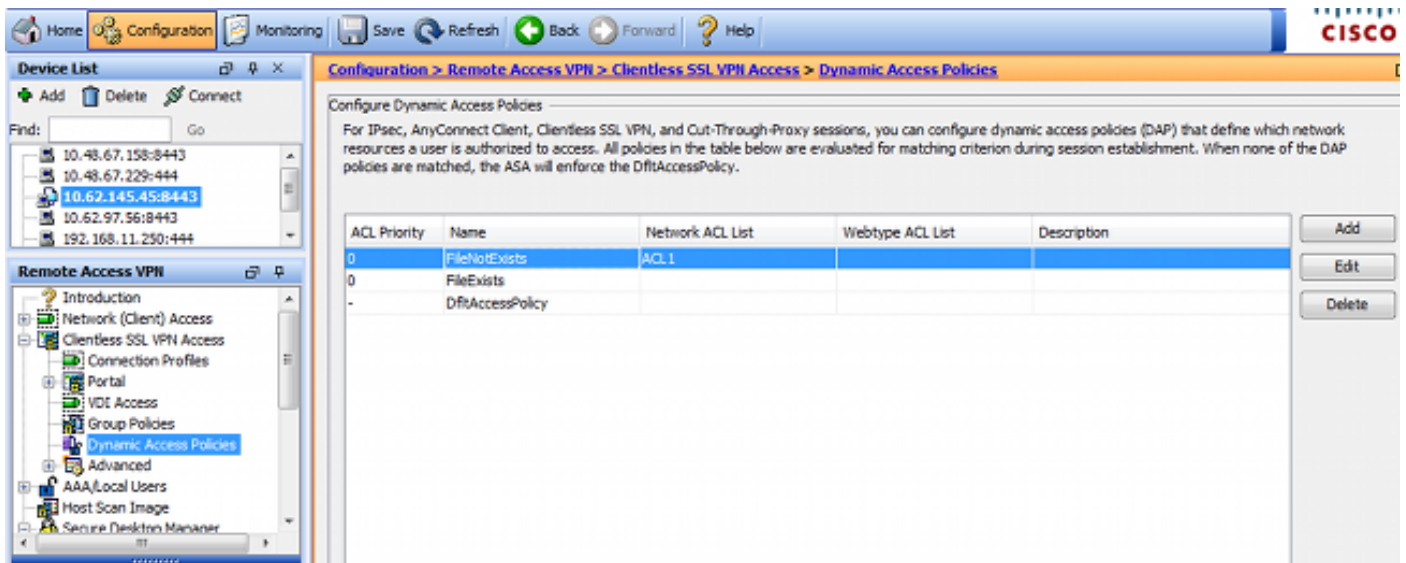 Home Configuration Monitoring Save Refresh Back Forward Help
CISCO
Device List
Add Delete Connect
Find: Go
10.48.67.158:8443
10.48.67.229:444
10.62.145.45:8443
10.62.97.56:8443
192.168.11.250:444
Remote Access VPN
Introduction
Network (Client) Access
Clientless SSL VPN Access
Connection Profiles
Portal
VDI Access
Group Policies
Dynamic Access Policies
Advanced
AAA/Local Users
Host Scan Image
Secure Desktop Manager
Configuration > Remote Access VPN > Clientless SSL VPN Access > Dynamic Access Policies
Configure Dynamic Access Policies
For IPsec, AnyConnect Client, Clientless SSL VPN, and Cut-Through-Proxy sessions, you can configure dynamic access policies (DAP) that define which network
resources a user is authorized to access. All policies in the table below are evaluated for matching criterion during session establishment. When none of the DAP
policies are matched, the ASA will enforce the DfltAccessPolicy.
ACL Priority Name Network ACL List Webtype ACL List Description
0 FileNotExists ACL1
0 FileExists
- DfltAccessPolicy
Add
Edit
Delete